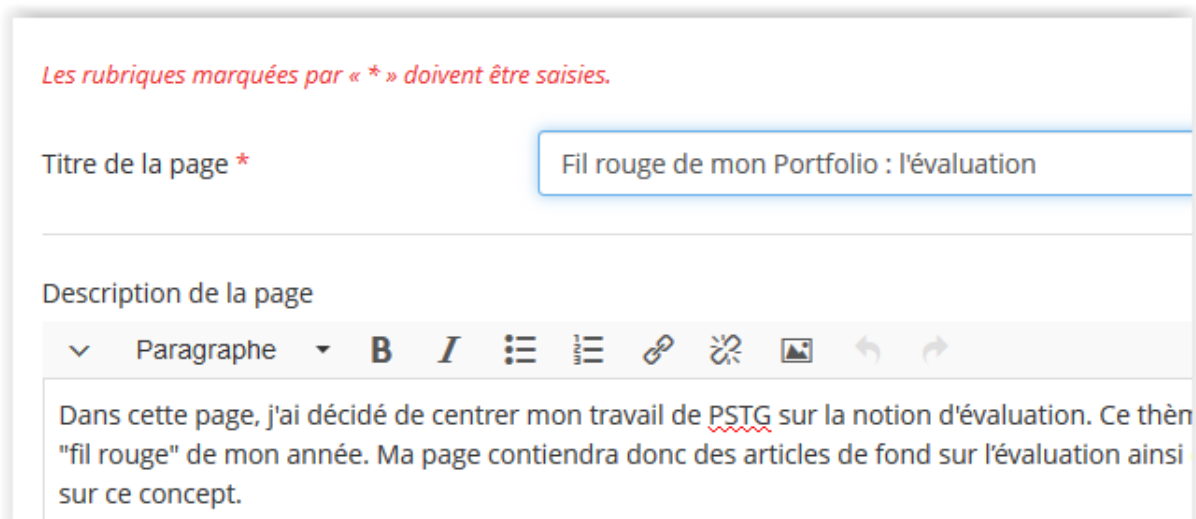 Les rubriques marquées par « * » doivent être saisies.
Titre de la page *
Fil rouge de mon Portfolio : l'évaluation
Description de la page
Paragraphe
Dans cette page, j'ai décidé de centrer mon travail de PSTG sur la notion d'évaluation. Ce
"fil rouge" de mon année. Ma page contiendra donc des articles de fond sur l'évaluation ainsi
sur ce concept.